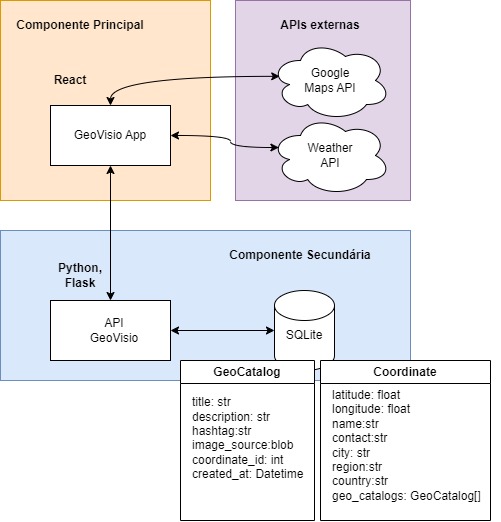 Componente Principal
APIs externas
React
Google
Maps API
GeoVisio App
Weather
API
Componente Secundária
Python,
Flask
API
GeoVisio
SQLite
GeoCatalog
title: str
description: str
hashtag:str
image_source:blob
coordinate_id: int
created_at: Datetime
Coordinate
latitude: float
longitude: float
name:str
contact:str
city: str
region:str
country:str
geo_catalogs: GeoCatalog[]